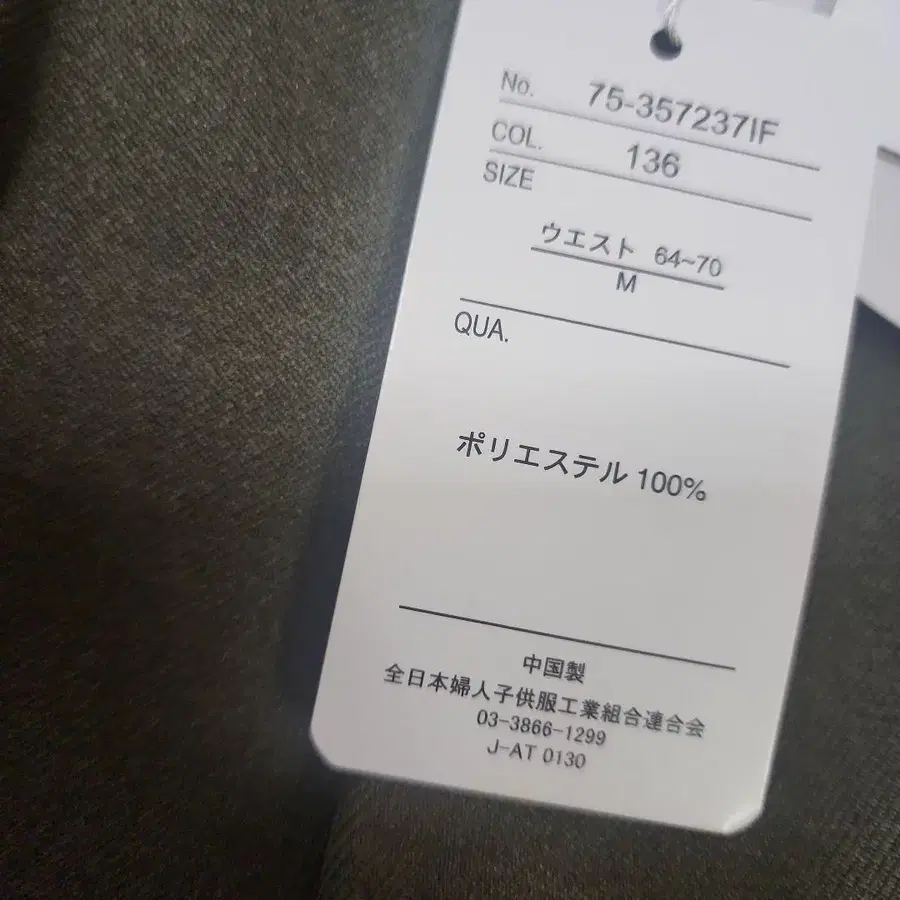 No. 75-357237IF
COL. 136
SIZE
ウエスト 64~70
M
QUA.
ポリエステル 100%
中国製
全日本婦人子供服工業組合連合会
03-3866-1299
J-AT 0130